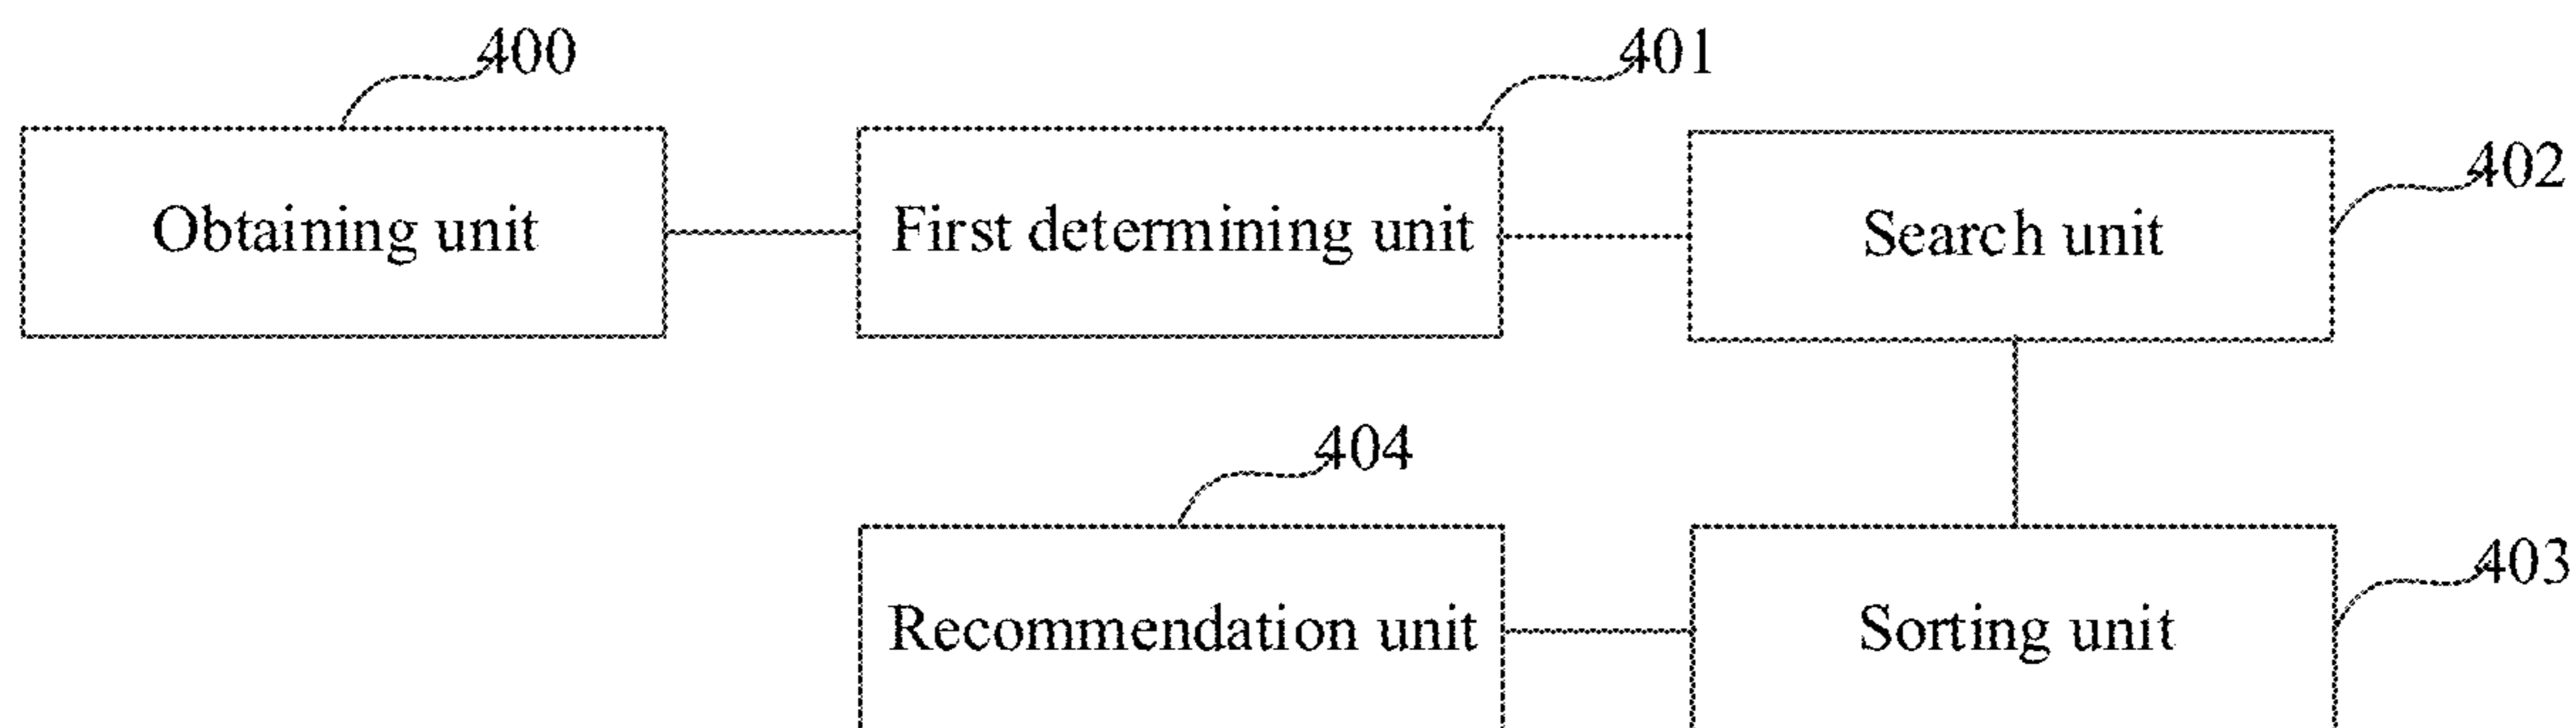 400
401
Obtaining unit
First determining unit
Search unit
402
404
Recommendation unit
Sorting unit
403